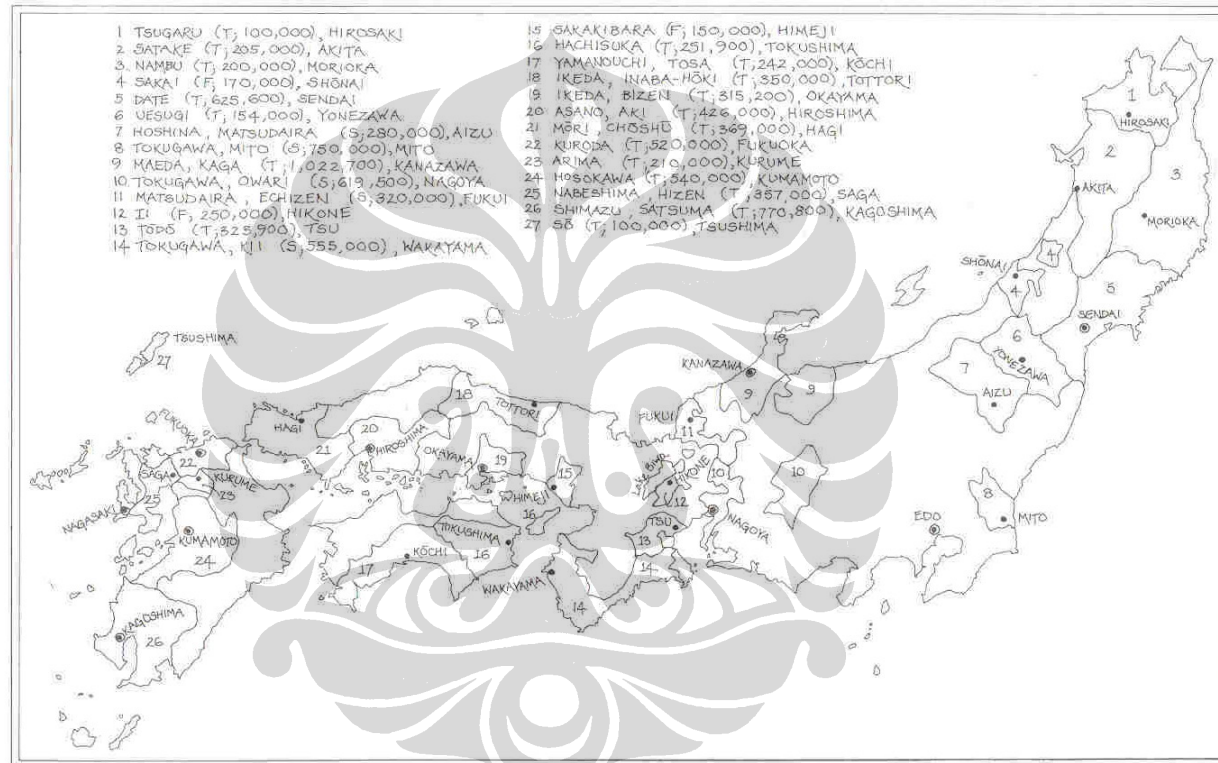 1 TSUGARU (T; 100,000), HIROSAKI
2 SATAKE (T; 205,000), AKITA
3 NAMBU (T; 200,000), MORIOKA
4 SAKAI (F; 170,000), SHŌNAI
5 DATE (T; 625,600), SENDAI
6 UESUGI (T; 154,000), YONEZAWA
7 HOSHINA, MATSUDAIRA (S; 280,000), AIZU
8 TOKUGAWA, MITO (S; 750,000), MITO
9 MAEDA, KAGA (T; 1,022,700), KANAZAWA
10 TOKUGAWA, OWARI (S; 619,500), NAGOYA
11 MATSUDAIRA, ECHIZEN (S; 320,000), FUKUI
12 II (F, 250,000), HIKONE
13 TŌDŌ (T; 325,900), TSU
14 TOKUGAWA, KII (S; 555,000), WAKAYAMA
15 SAKAKIBARA (F; 150,000), HIMEJI
16 HACHISUKA (T; 251,900), TOKUSHIMA
17 YAMANOUCHI, TOSA (T; 242,000), KŌCHI
18 IKEDA, INABA-HŌKI (T; 350,000), TOTTORI
19 IKEDA, BIZEN (T; 315,200), OKAYAMA
20 ASANO, AKI (T; 426,000), HIROSHIMA
21 MŌRI CHŌSHŪ (T; 369,000), HAGI
22 KURODA (T; 520,000), FUKUOKA
23 ARIMA (T; 210,000), KURUME
24 HOSOKAWA (T; 540,000), KUMAMOTO
25 NABESHIMA, HIZEN (T; 357,000), SAGA
26 SHIMAZU, SATSUMA (T; 770,800), KAGOSHIMA
27 SŌ (T; 100,000), TSUSHIMA
1
HIROSAKI
2
3
AKITA
MORIOKA
4
SHŌNAI
4
5
SENDAI
6
YONEZAWA
7
AIZU
TSUSHIMA
27
KANAZAWA
9
9
18
TOTTORI
FUKUI
11
HAGI
20
21
HIROSHIMA
OKAYAMA
19
15
HIMEJI
FUKUOKA
22
SAGA
KURUME
23
25
NAGASAKI
KUMAMOTO
24
HIKONE
10
10
12
TSU
13
NAGOYA
14
14
8
MITO
EDO
16
TOKUSHIMA
16
KŌCHI
17
WAKAYAMA
KAGOSHIMA
26